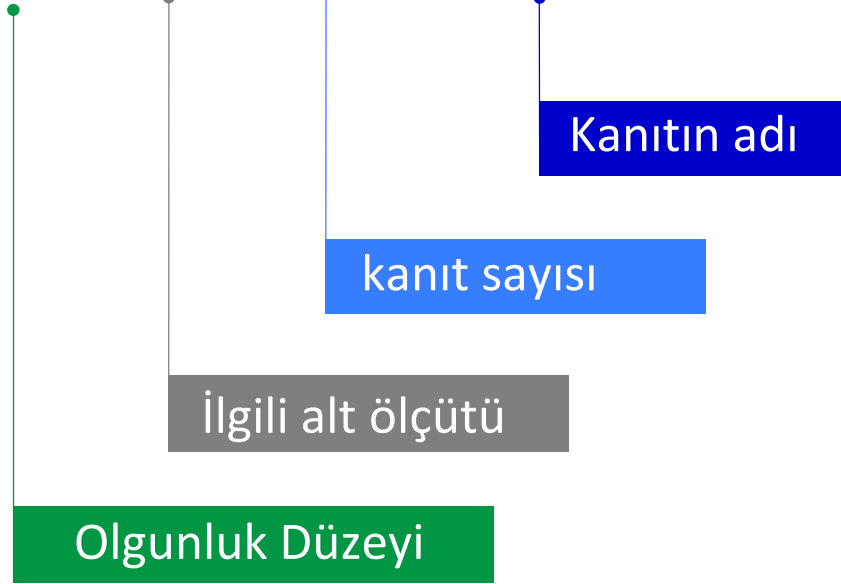 Kanıtın adı
kanıt sayısı
İlgili alt ölçütü
Olgunluk Düzeyi